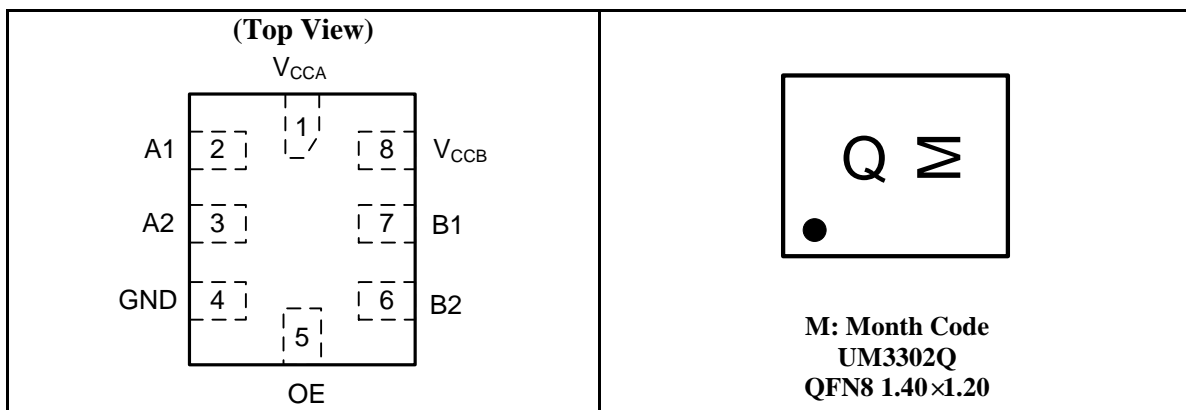 (Top View)
VCCA
1
A1 2 8 VCCB
A2 3 7 B1
GND 4 6 B2
5
OE
Q M
M: Month Code
UM3302Q
QFN8 1.40×1.20